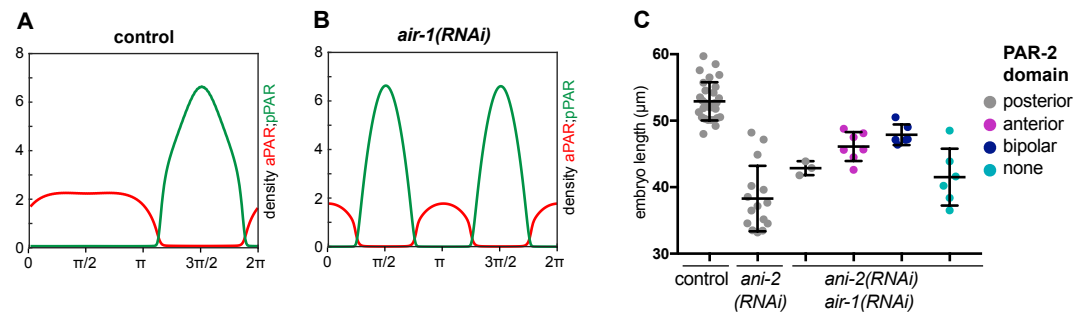 A
control
8
6
4
2
0
0
π/2
π
3π/2
2π
density aPAR;pPAR
B
air-1(RNAi)
8
6
4
2
0
0
π/2
π
3π/2
2π
density aPAR;pPAR
C
embryo length (µm)
60
50
40
30
control
ani-2
(RNAi)
ani-2(RNAi)
air-1(RNAi)
PAR-2
domain
posterior
anterior
bipolar
none